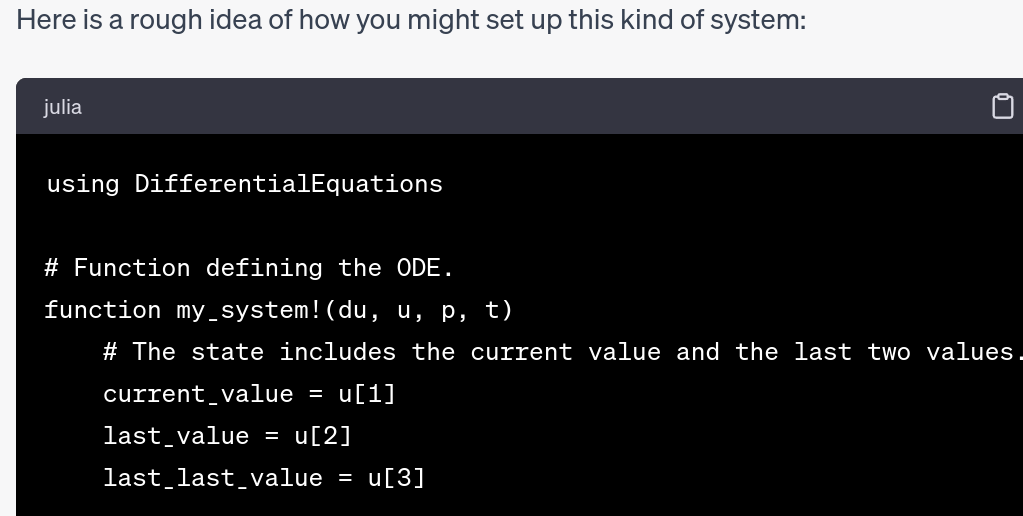 Here is a rough idea of how you might set up this kind of system:
julia
using DifferentialEquations
# Function defining the ODE.
function my_system!(du, u, p, t)
    # The state includes the current value and the last two values.
    current_value = u[1]
    last_value = u[2]
    last_last_value = u[3]